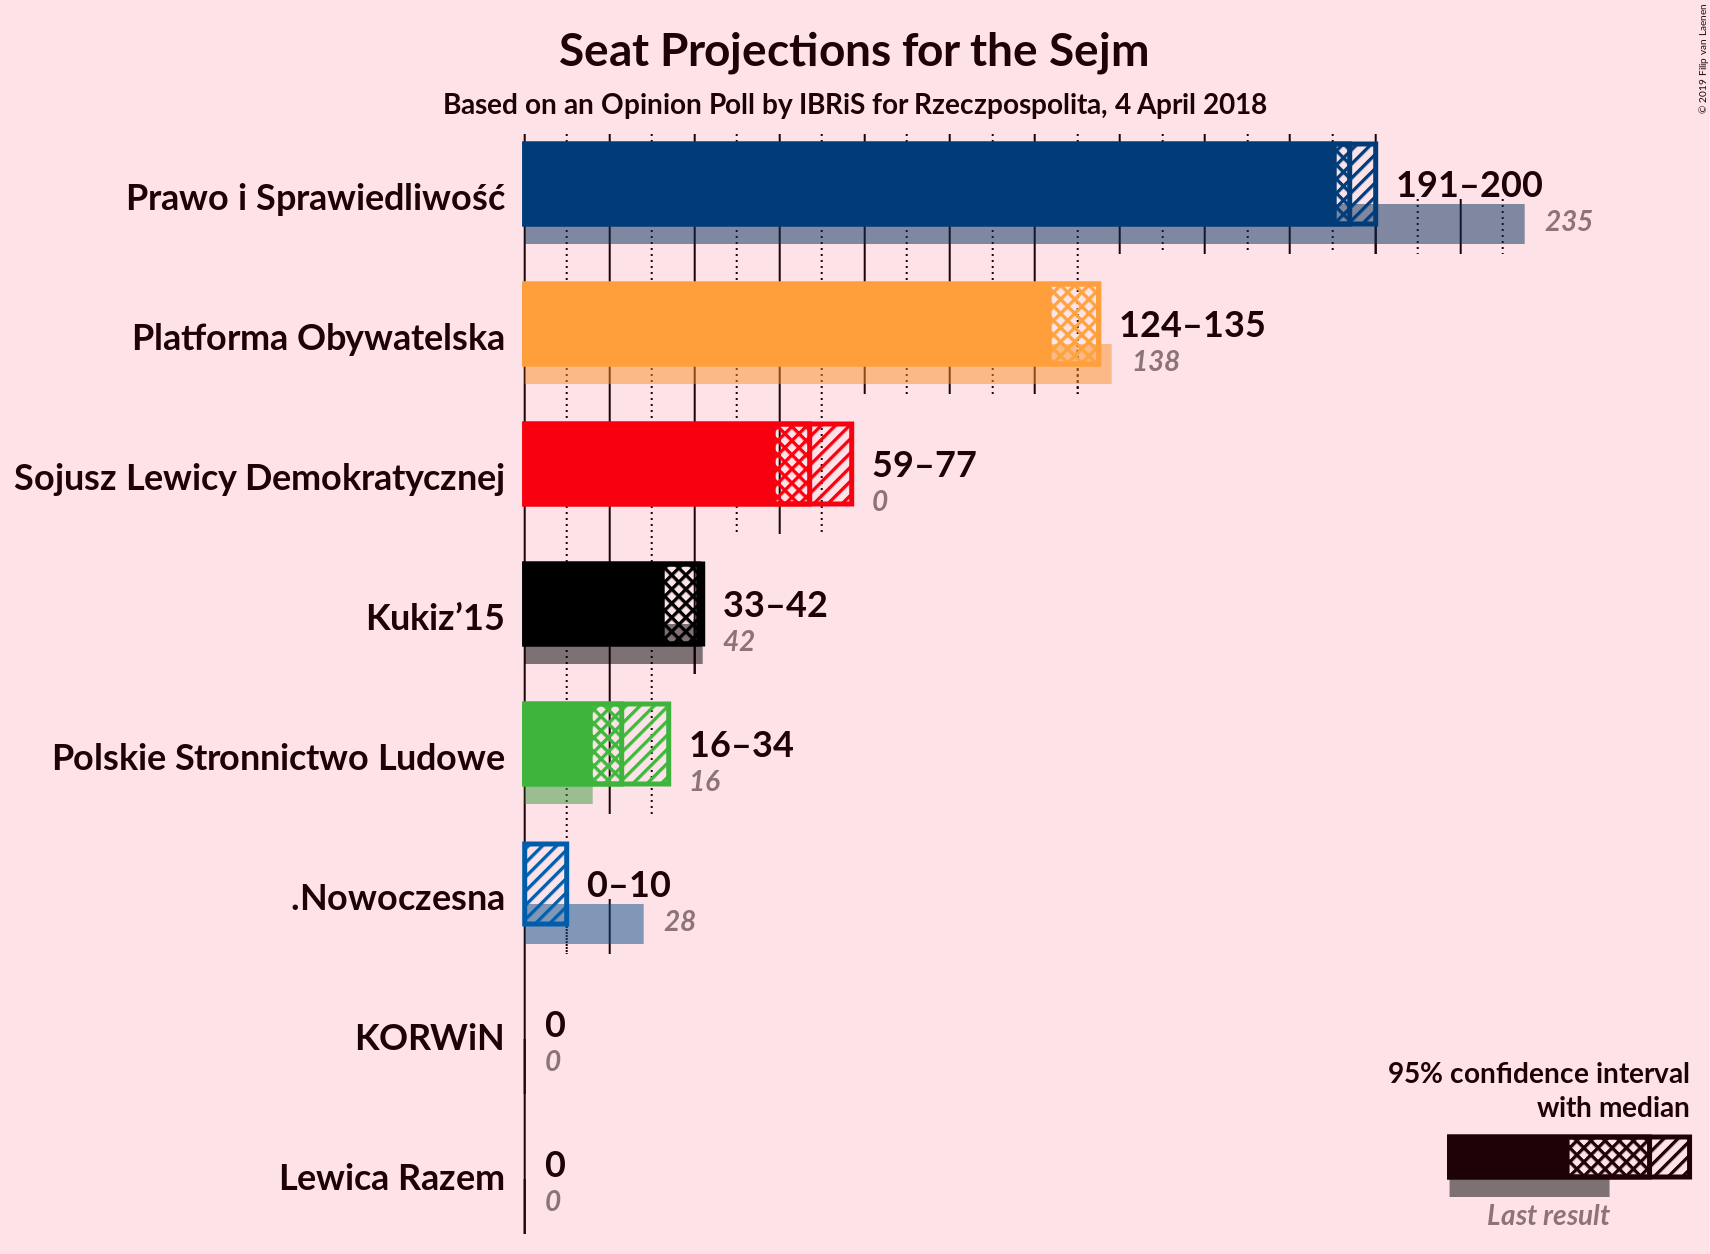 Seat Projections for the Sejm
Based on an Opinion Poll by IBRiS for Rzeczpospolita, 4 April 2018
© 2019 Filip van Laenen
Prawo i Sprawiedliwość
191–200
235
Platforma Obywatelska
124–135
138
Sojusz Lewicy Demokratycznej
59–77
0
Kukiz’15
33–42
42
Polskie Stronnictwo Ludowe
16–34
16
.Nowoczesna
0–10
28
KORWiN
0
0
Lewica Razem
0
0
95% confidence interval
with median
Last result